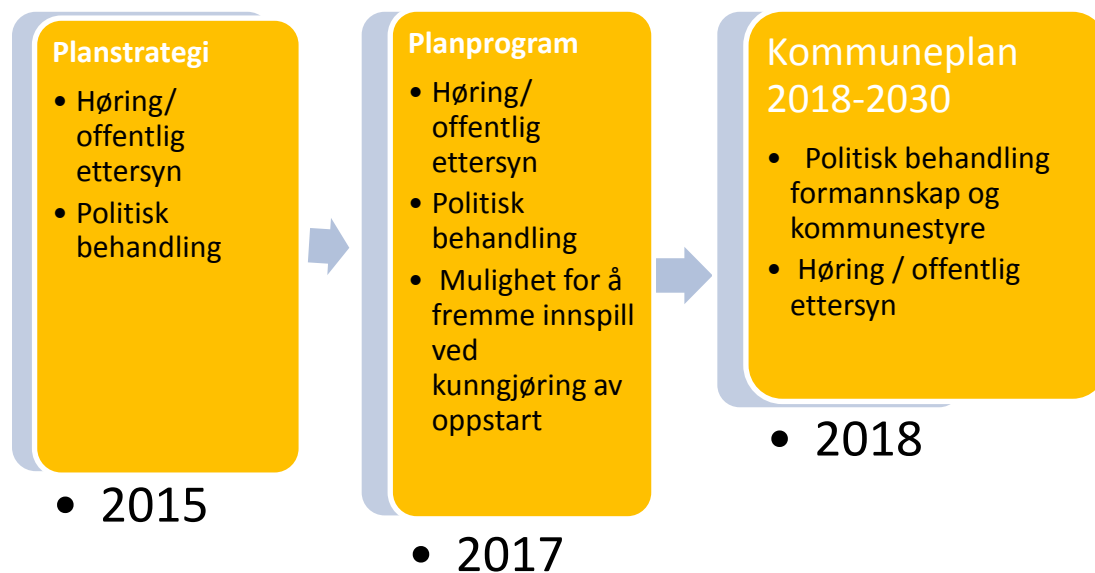 Planstrategi
• Høring/
offentlig
ettersyn
• Politisk
behandling
• 2015
Planprogram
• Høring/
offentlig
ettersyn
• Politisk
behandling
• Mulighet for å
fremme innspill
ved
kunngjøring av
oppstart
• 2017
Kommuneplan
2018-2030
• Politisk behandling
formannskap og
kommunestyre
• Høring / offentlig
ettersyn
• 2018